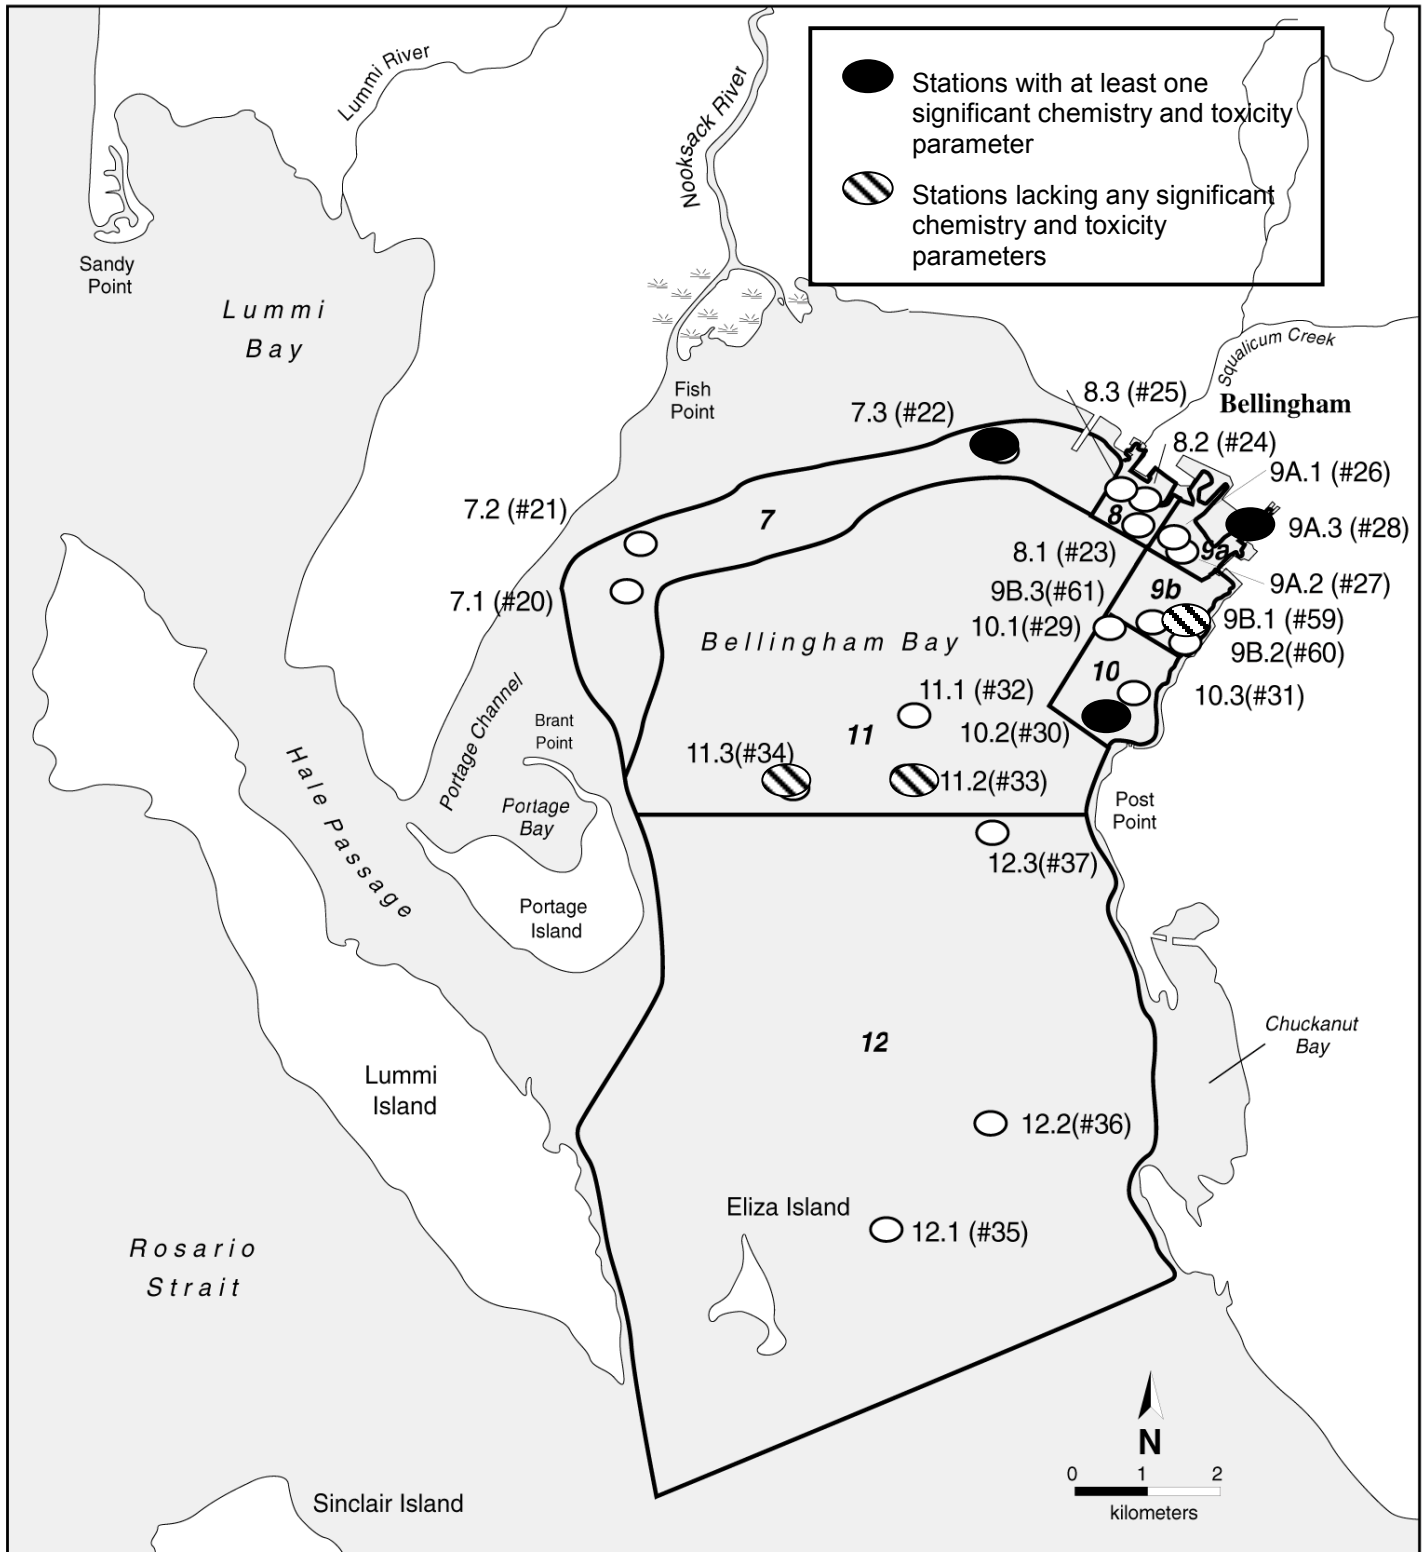 Lummi River
Nooksack River
Stations with at least one
significant chemistry and toxicity
parameter
Stations lacking any significant
chemistry and toxicity
parameters
Sandy
Point
Lummi
Bay
Squalicum Creek
Fish
Point
8.3 (#25)
Bellingham
7.3 (#22)
8.2 (#24)
9A.1 (#26)
7.2 (#21)
7
8
9A.3 (#28)
8.1 (#23)
9a
7.1 (#20)
9B.3(#61)
9b
9A.2 (#27)
10.1(#29)
9B.1 (#59)
Bellingham Bay
9B.2(#60)
10
11.1 (#32)
10.3(#31)
Portage Channel
Brant
Point
11
10.2(#30)
11.3(#34)
11.2(#33)
Hale Passage
Portage
Bay
Post
Point
12.3(#37)
Portage
Island
12
Chuckanut
Bay
Lummi
Island
12.2(#36)
Eliza Island
12.1 (#35)
Rosario
Strait
N
0 1 2
kilometers
Sinclair Island